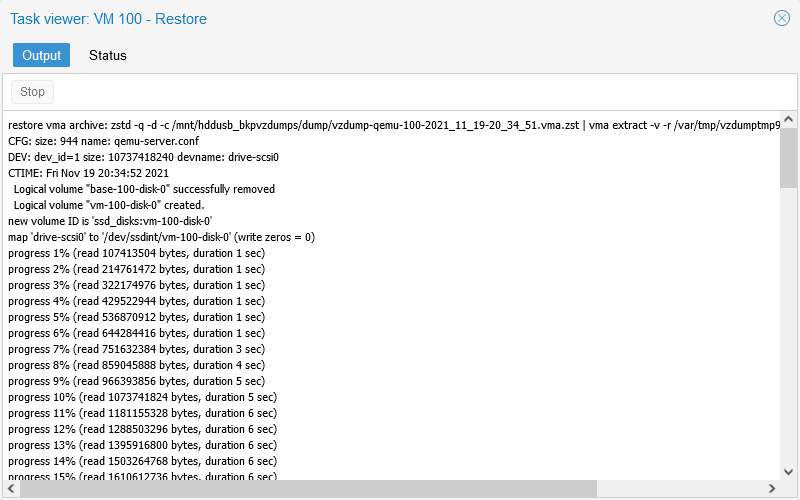 Task viewer: VM 100 - Restore
Output Status
Stop
restore vma archive: zstd -q -d -c /mnt/hddusb_bkpvzdumps/dump/vzdump-qemu-100-2021_11_19-20_34_51.vma.zst | vma extract -v -r /var/tmp/vzdumptmp9
CFG: size: 944 name: qemu-server.conf
DEV: dev_id=1 size: 10737418240 devname: drive-scsi0
CTIME: Fri Nov 19 20:34:52 2021
Logical volume "base-100-disk-0" successfully removed
Logical volume "vm-100-disk-0" created.
new volume ID is 'ssd_disks:vm-100-disk-0'
map 'drive-scsi0' to '/dev/ssdint/vm-100-disk-0' (write zeros = 0)
progress 1% (read 107413504 bytes, duration 1 sec)
progress 2% (read 214761472 bytes, duration 1 sec)
progress 3% (read 322174976 bytes, duration 1 sec)
progress 4% (read 429522944 bytes, duration 1 sec)
progress 5% (read 536870912 bytes, duration 1 sec)
progress 6% (read 644284416 bytes, duration 1 sec)
progress 7% (read 751632384 bytes, duration 3 sec)
progress 8% (read 859045888 bytes, duration 4 sec)
progress 9% (read 966393856 bytes, duration 5 sec)
progress 10% (read 1073741824 bytes, duration 5 sec)
progress 11% (read 1181155328 bytes, duration 6 sec)
progress 12% (read 1288503296 bytes, duration 6 sec)
progress 13% (read 1395916800 bytes, duration 6 sec)
progress 14% (read 1503264768 bytes, duration 6 sec)
progress 15% (read 1610612736 bytes, duration 6 sec)